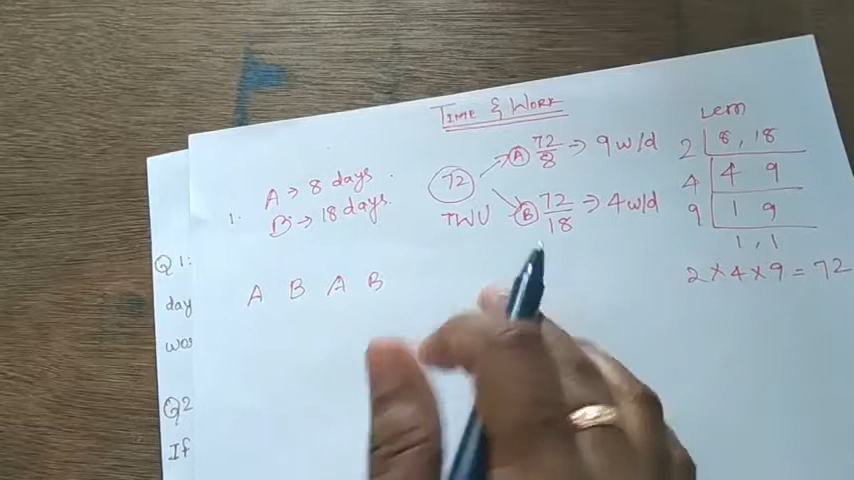 TIME & WORK
1. A → 8 days.
B → 18 days.
72
TWU
A 72/8 ⇒ 9 w/d
B 72/18 ⇒ 4 w/d
Lcm
2 8, 18
4 4 9
9 1 9
1, 1
2 × 4 × 9 = 72
A B A B
Q1:
day
wor
Q2
If